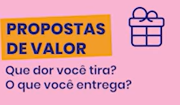 PROPOSTAS
DE VALOR
Que dor você tira?
O que você entrega?